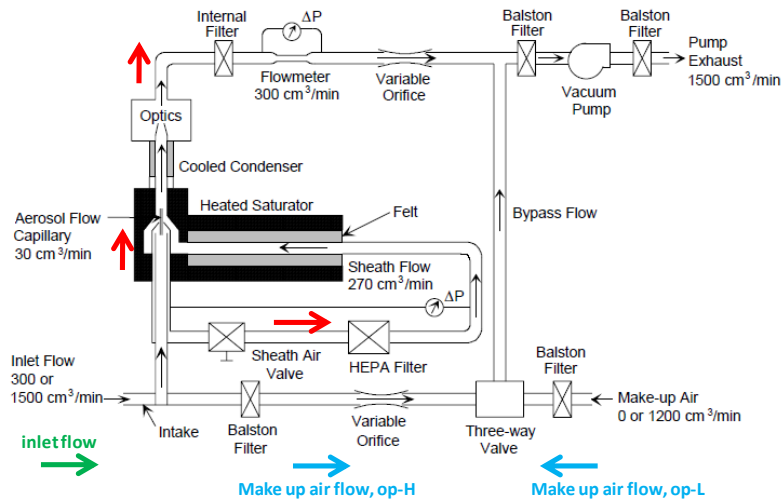 Internal
Filter
ΔP
Flowmeter
300 cm³/min
Variable
Orifice
Balston
Filter
Vacuum
Pump
Balston
Filter
Pump
Exhaust
1500 cm³/min
Optics
Cooled Condenser
Heated Saturator
Felt
Aerosol Flow
Capillary
30 cm³/min
Bypass Flow
Sheath Flow
270 cm³/min
ΔP
Sheath Air
Valve
HEPA Filter
Inlet Flow
300 or
1500 cm³/min
Intake
Balston
Filter
Variable
Orifice
Three-way
Valve
Balston
Filter
Make-up Air
0 or 1200 cm³/min
inlet flow
Make up air flow, op-H
Make up air flow, op-L